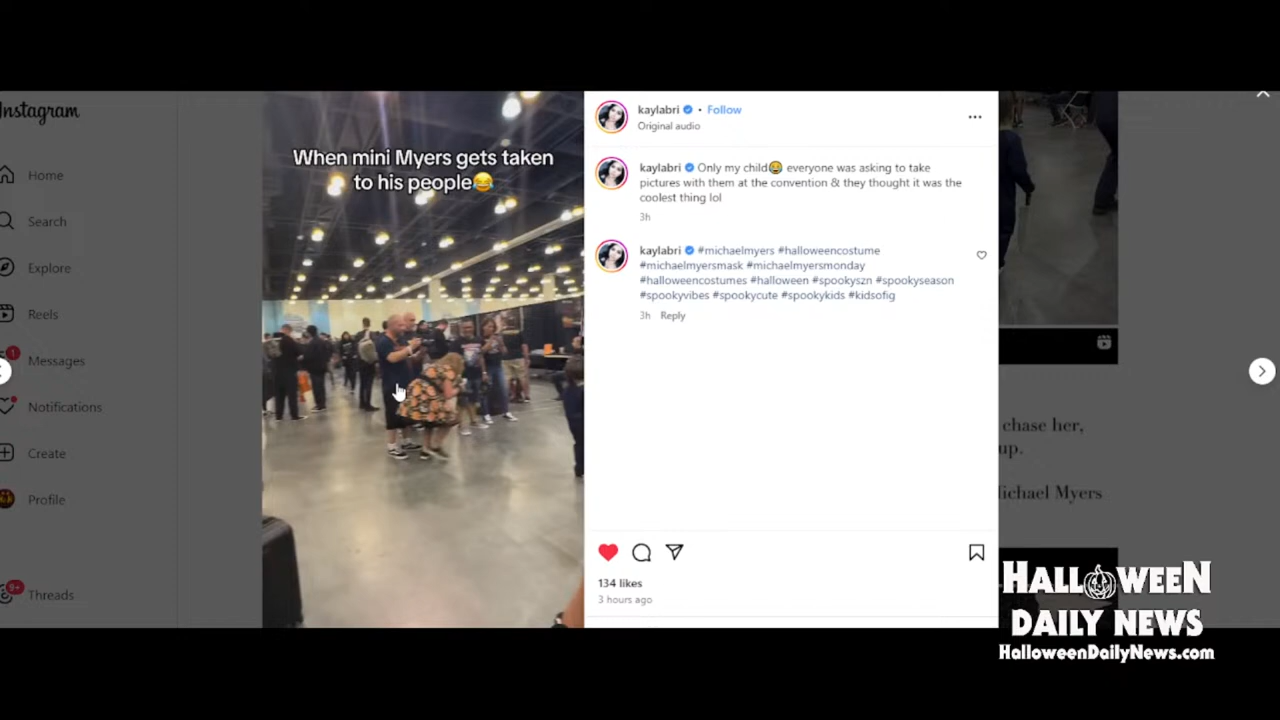 Instagram
Home
Search
Explore
Reels
1
Messages
Notifications
Create
Profile
9+
Threads
When mini Myers gets taken
to his people😂
kaylabri • Follow
Original audio
kaylabri Only my child😂 everyone was asking to take
pictures with them at the convention & they thought it was the
coolest thing lol
3h
kaylabri #michaelmyers #halloweencostume
#michaelmyersmask #michaelmyersmonday
#halloweencostumes #halloween #spookyszn #spookyseason
#spookyvibes #spookycute #spookykids #kidsofig
3h Reply
134 likes
3 hours ago
chase her,
up.
ichael Myers
HALLOWEEN
DAILY NEWS
HalloweenDailyNews.com